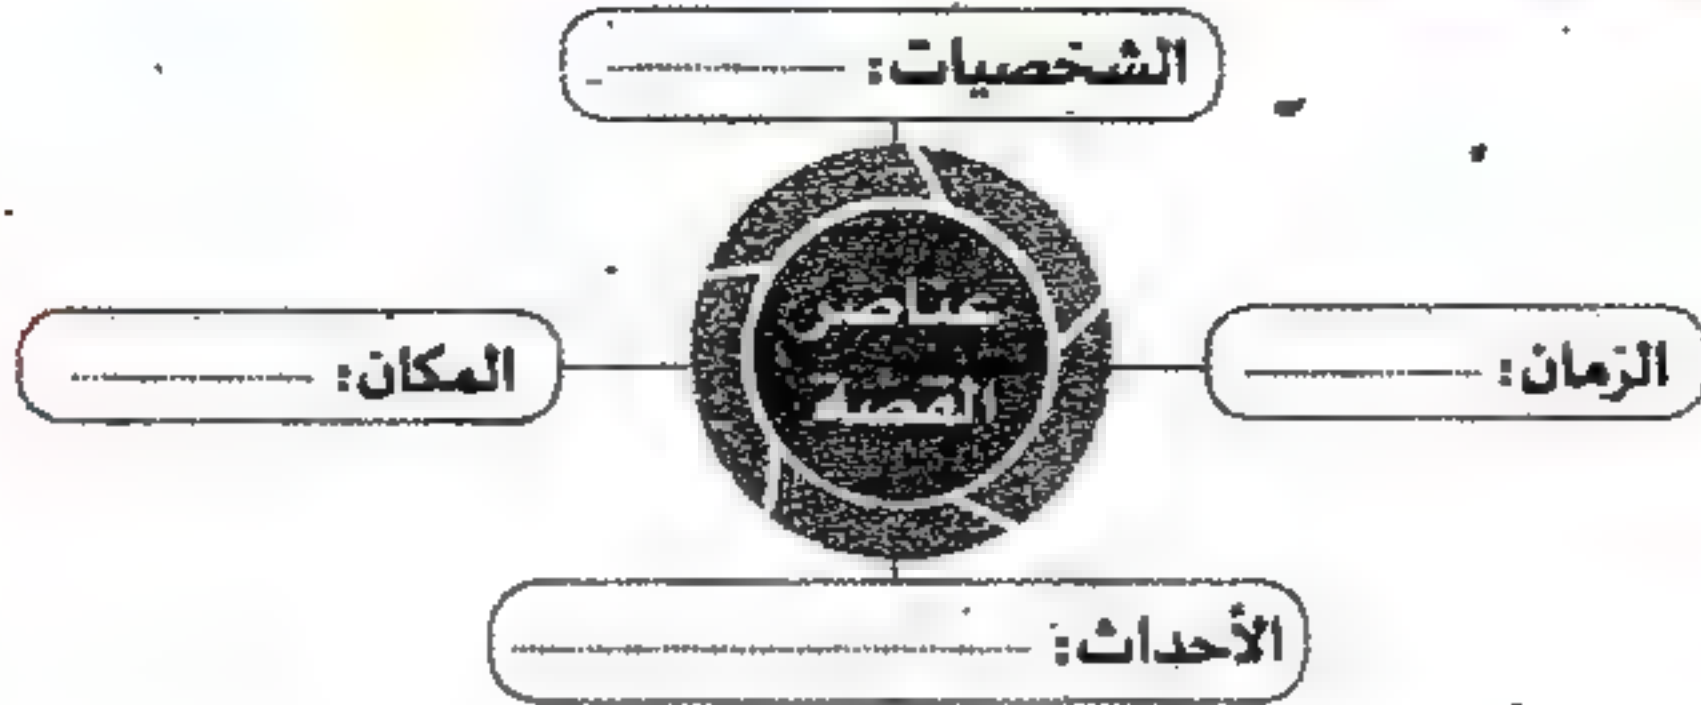 الشخصيات:
عناصر
القصة
الزمان:
المكان:
الأحداث: